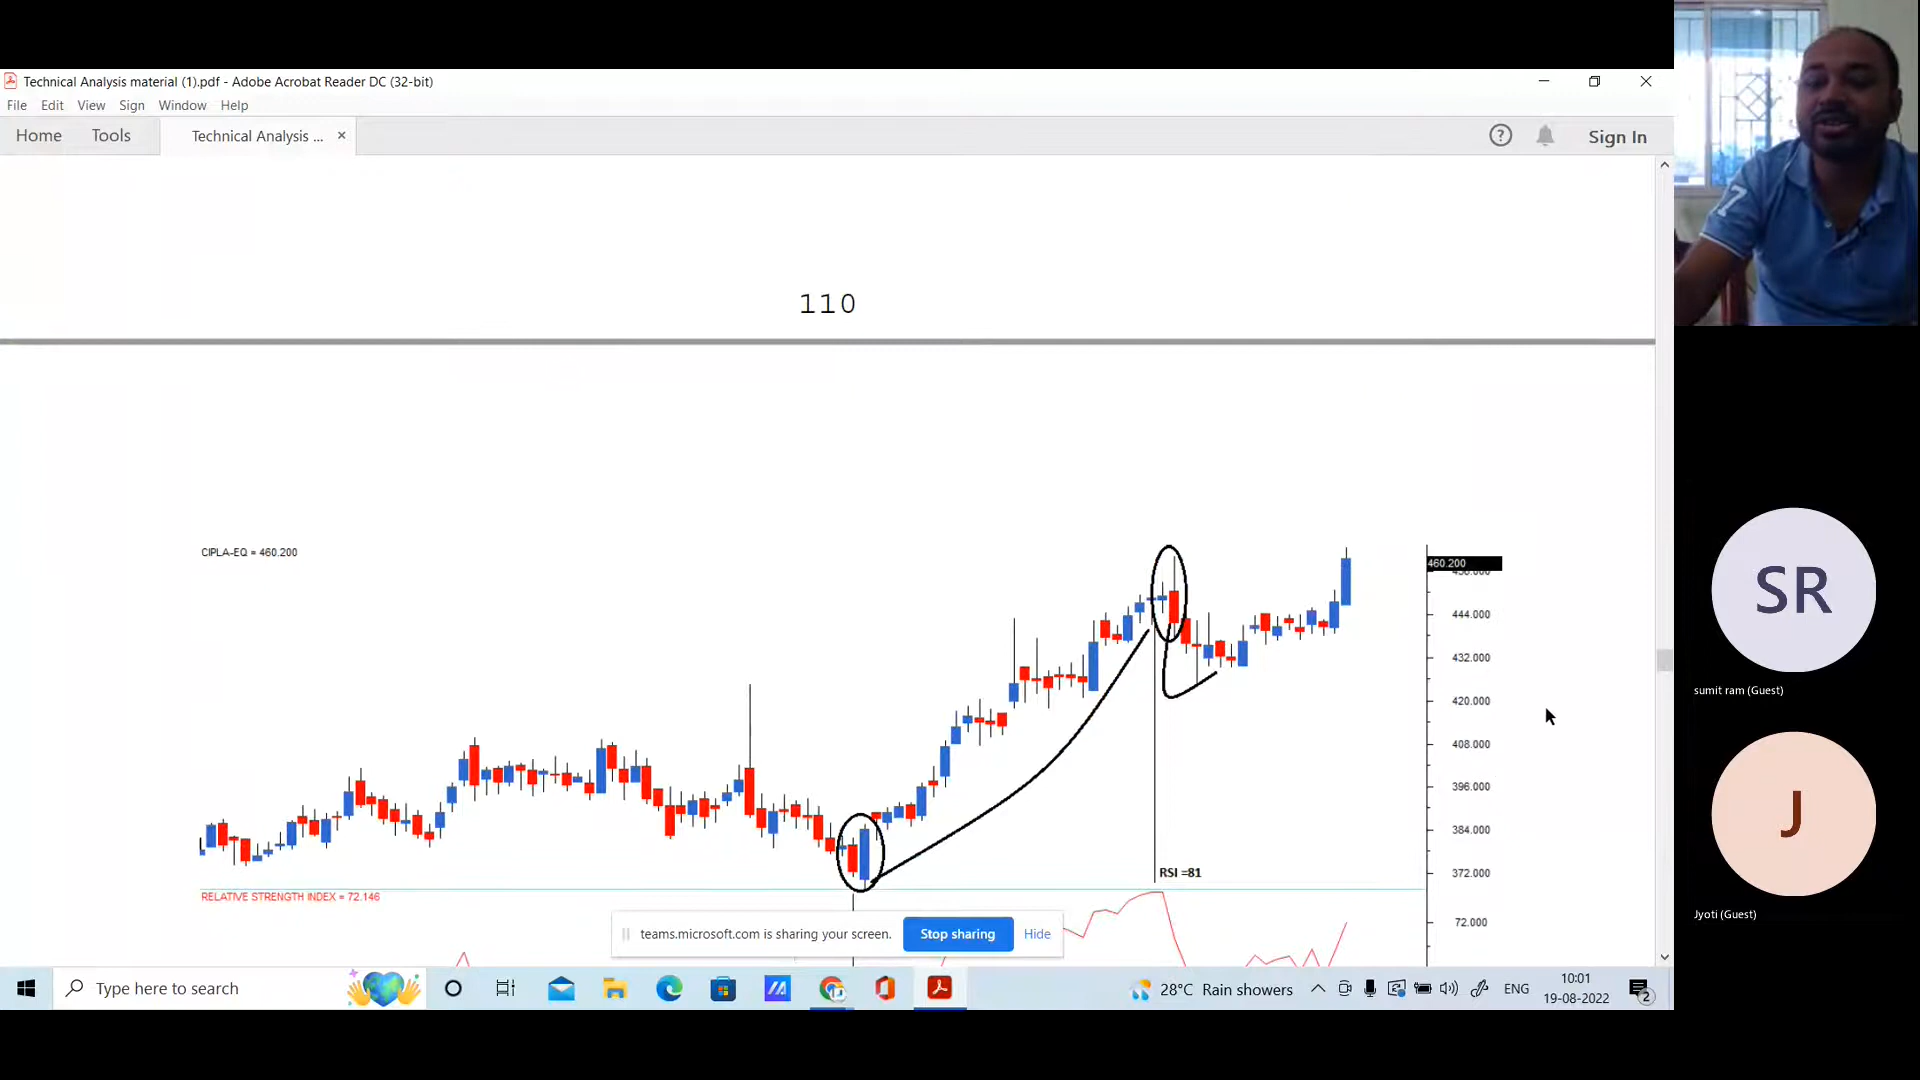 Technical Analysis material (1).pdf - Adobe Acrobat Reader DC (32-bit)
File Edit View Sign Window Help
Home Tools Technical Analysis ... Sign In
110
CIPLA-EQ = 460.200
460.200
444.000
432.000
420.000
408.000
396.000
384.000
RSI =81
372.000
RELATIVE STRENGTH INDEX = 72.146
72.000
teams.microsoft.com is sharing your screen. Stop sharing Hide
Type here to search
28°C Rain showers
ENG
10:01
19-08-2022
2
7
SR
sumit ram (Guest)
J
Jyoti (Guest)